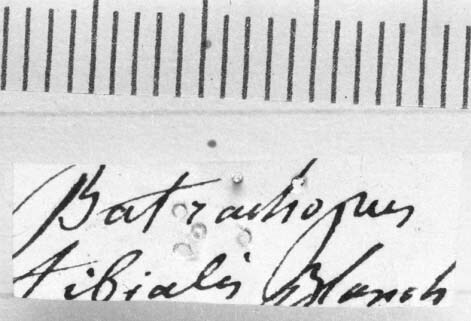 Batrachopus
tibialis Blanch